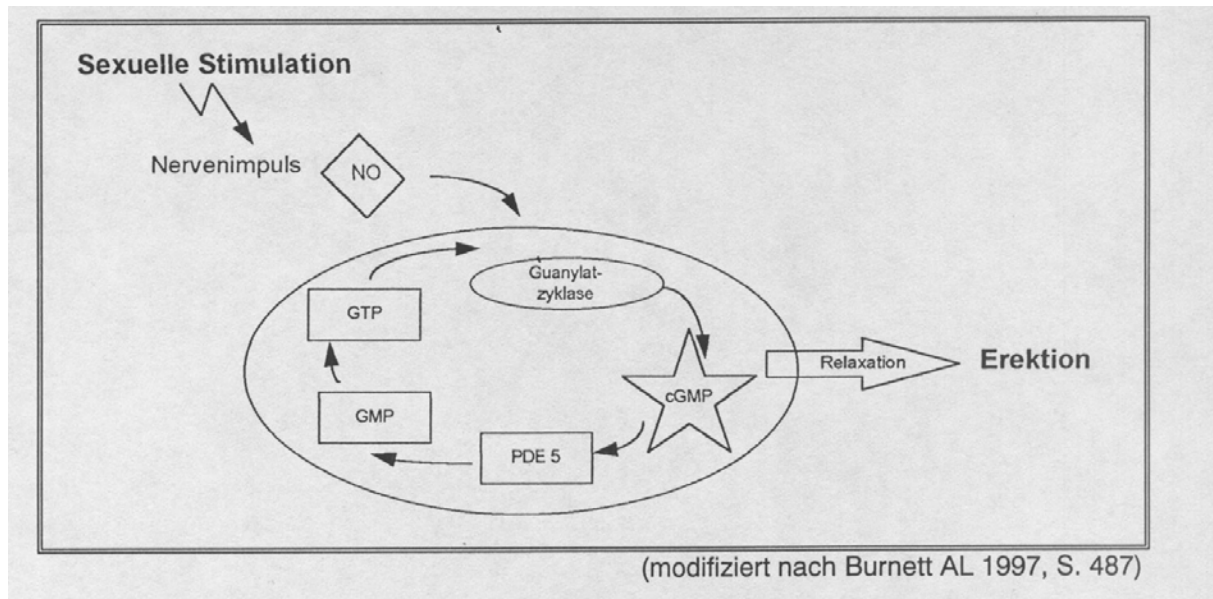 Sexuelle Stimulation
Nervenimpuls
NO
Guanylat-
zyklase
GTP
cGMP
Relaxation
Erektion
GMP
PDE 5
(modifiziert nach Burnett AL 1997, S. 487)